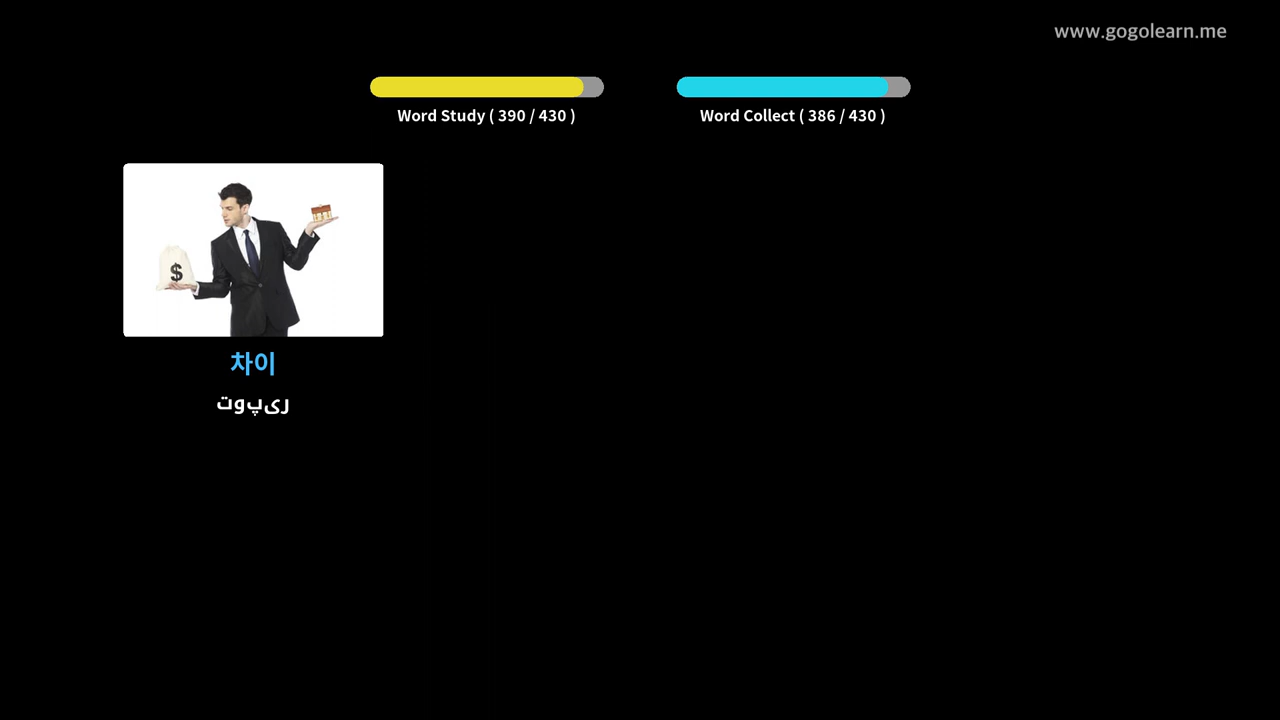 www.gogolearn.me
Word Study ( 390 / 430 )
Word Collect ( 386 / 430 )
$
차이
ریپوت